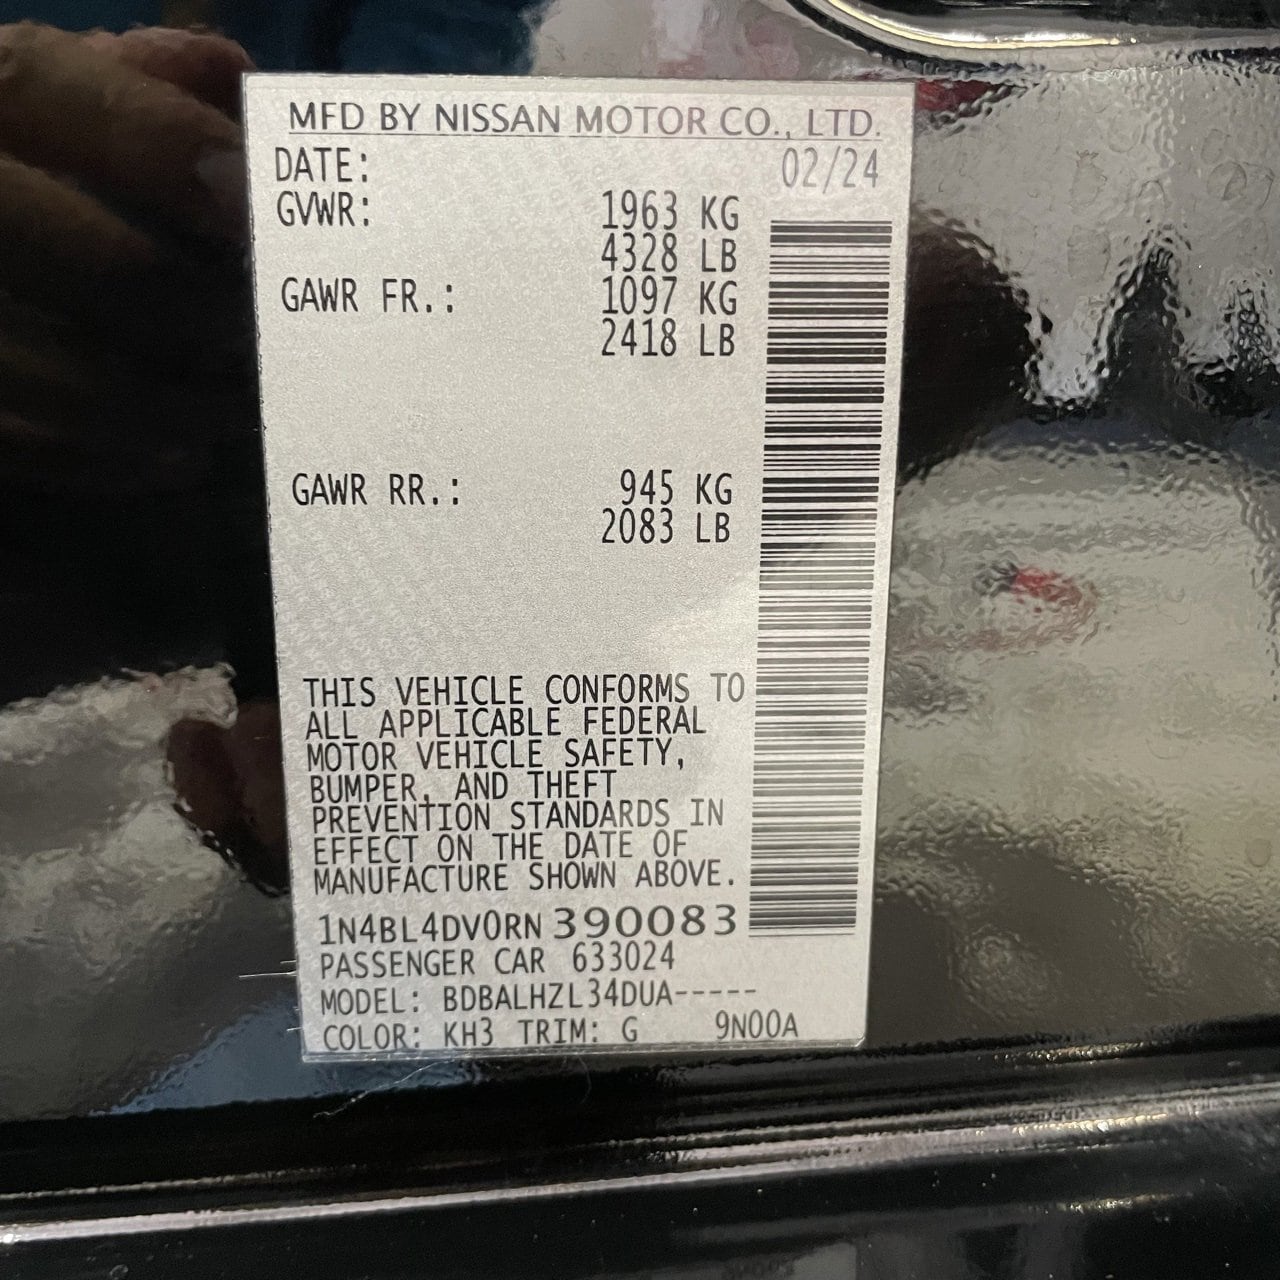 MFD BY NISSAN MOTOR CO., LTD.
DATE: 02/24
GVWR: 1963 KG
4328 LB
GAWR FR.: 1097 KG
2418 LB
GAWR RR.: 945 KG
2083 LB
THIS VEHICLE CONFORMS TO
ALL APPLICABLE FEDERAL
MOTOR VEHICLE SAFETY,
BUMPER, AND THEFT
PREVENTION STANDARDS IN
EFFECT ON THE DATE OF
MANUFACTURE SHOWN ABOVE.
1N4BL4DV0RN390083
PASSENGER CAR 633024
MODEL: BDBALHZL34DUA-----
COLOR: KH3 TRIM: G 9N00A